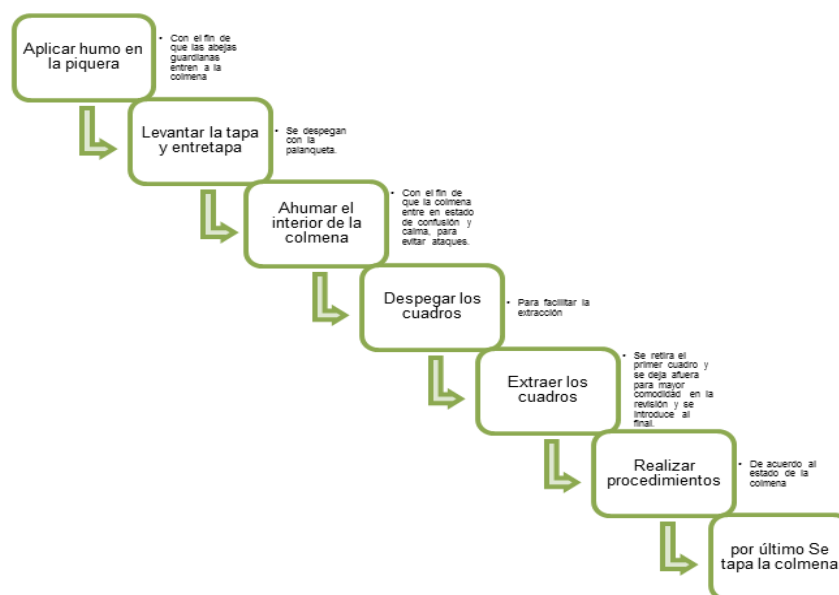 Aplicar humo en
la piquera
• Con el fin de
que las abejas
guardianas
entren a la
colmena
Levantar la tapa
y entretapa
• Se despegan
con la
palanqueta.
Ahumar el
interior de la
colmena
• Con el fin de
que la colmena
entre en estado
de confusión y
calma, para
evitar ataques.
Despegar los
cuadros
• Para facilitar la
extracción
Extraer los
cuadros
• Se retira el
primer cuadro y
se deja afuera
para mayor
comodidad en la
revisión y se
introduce al
final.
Realizar
procedimientos
• De acuerdo al
estado de la
colmena
por último Se
tapa la colmena